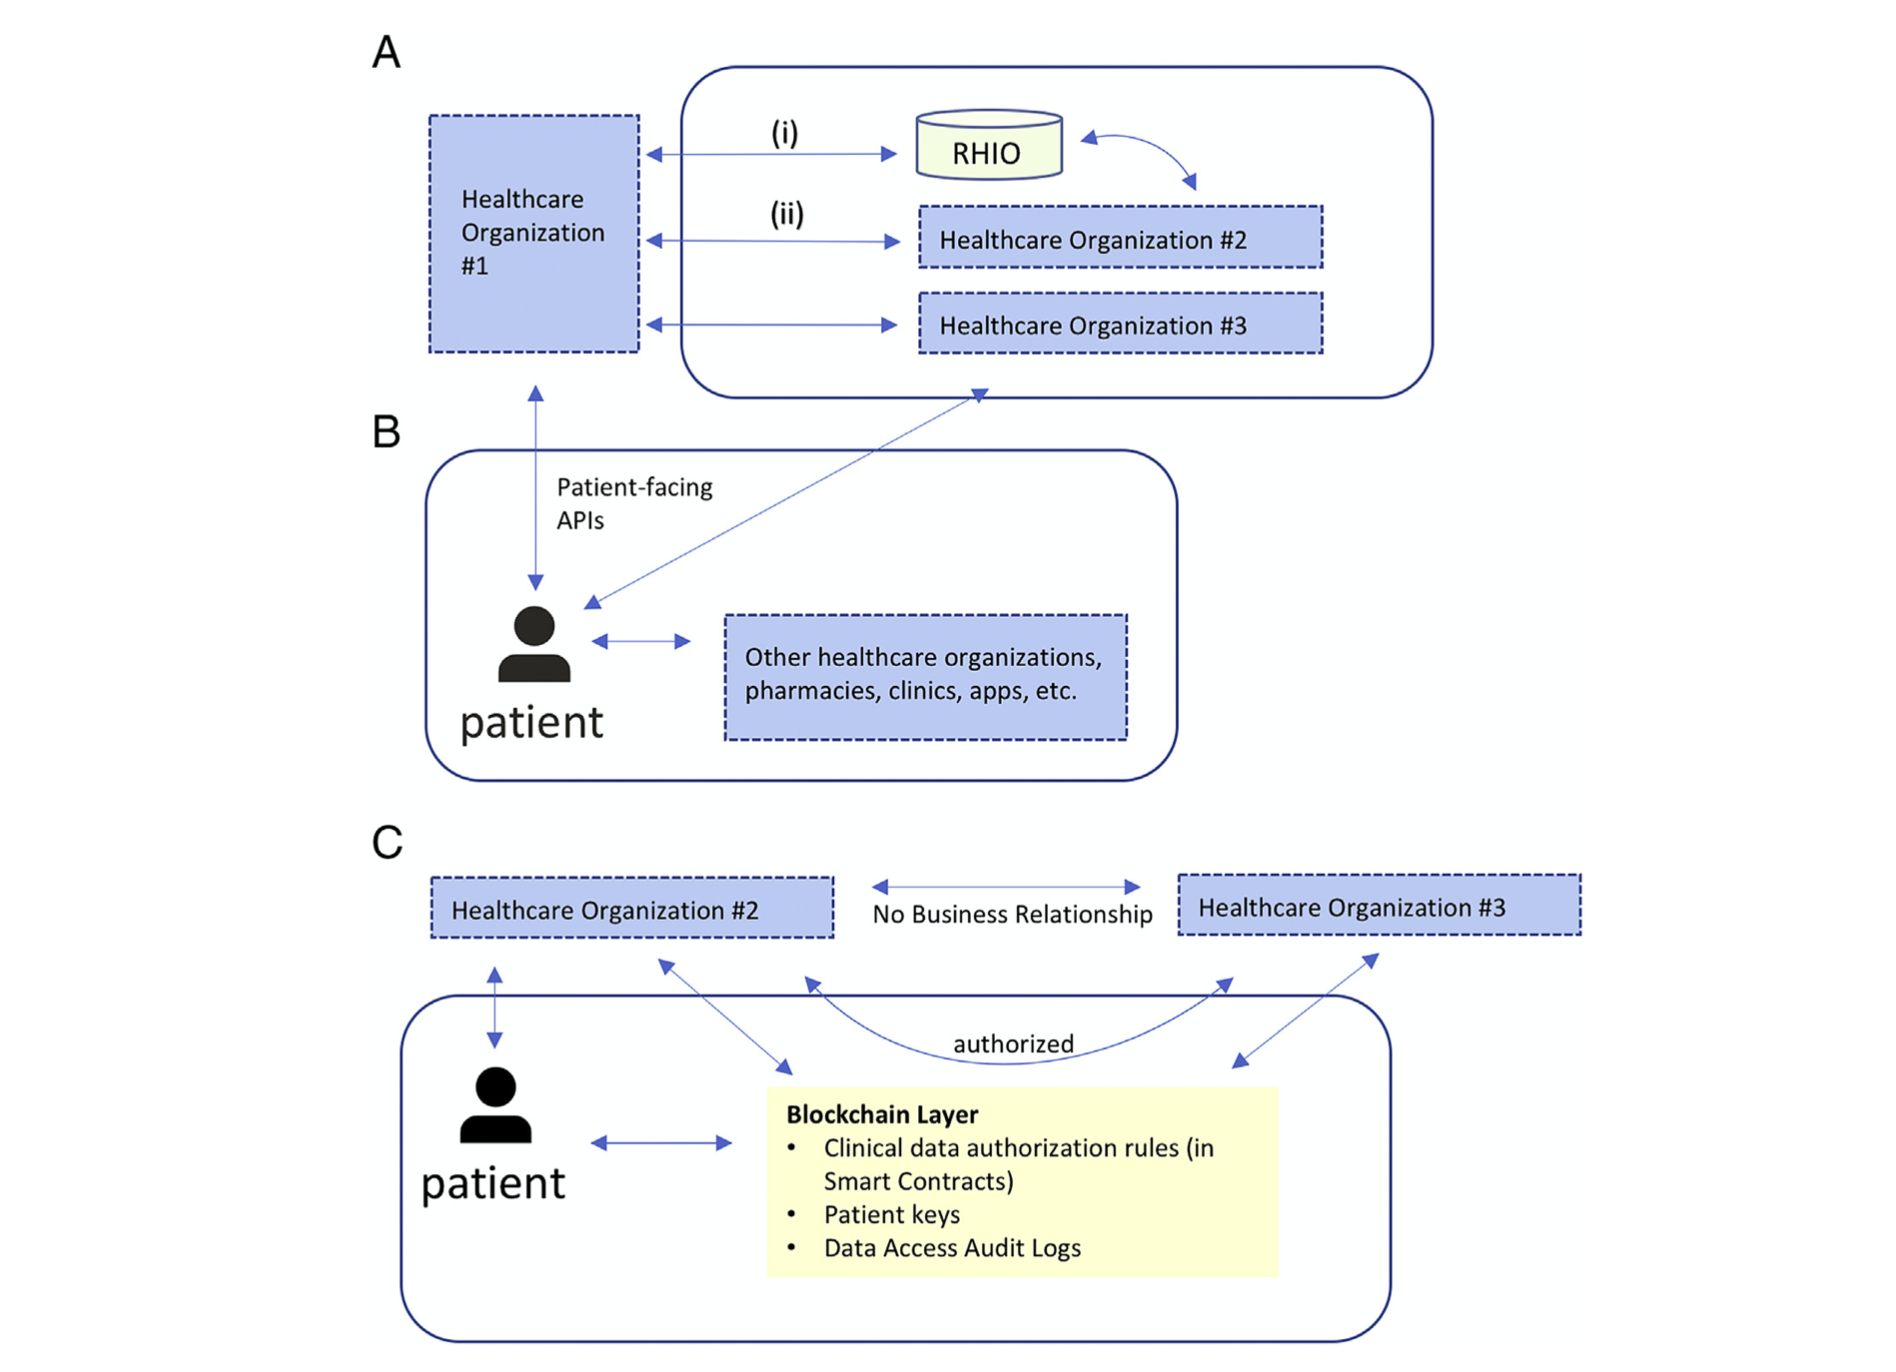 A
(i)
RHIO
Healthcare
Organization
#1
(ii)
Healthcare Organization #2
Healthcare Organization #3
B
Patient-facing
APIs
patient
Other healthcare organizations,
pharmacies, clinics, apps, etc.
C
Healthcare Organization #2
No Business Relationship
Healthcare Organization #3
authorized
patient
Blockchain Layer
• Clinical data authorization rules (in
Smart Contracts)
• Patient keys
• Data Access Audit Logs